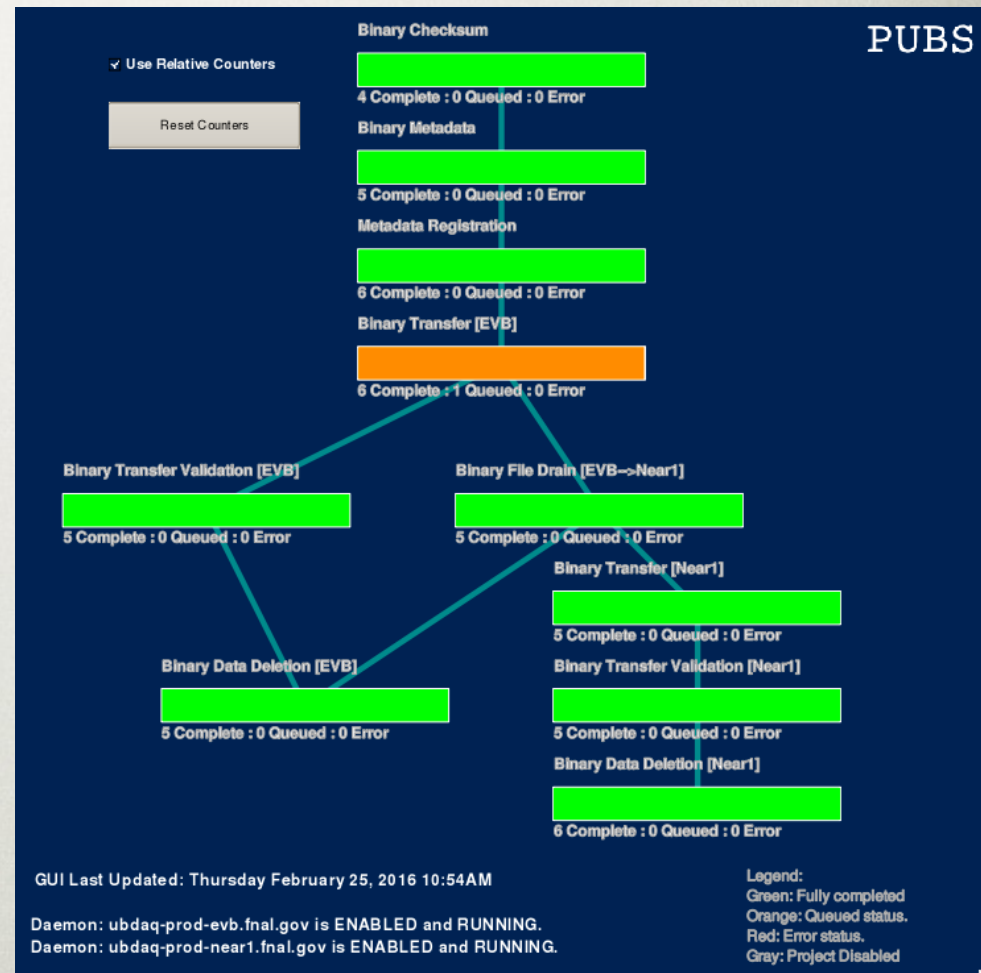 PUBS
Use Relative Counters
Reset Counters
Binary Checksum
4 Complete : 0 Queued : 0 Error
Binary Metadata
5 Complete : 0 Queued : 0 Error
Metadata Registration
6 Complete : 0 Queued : 0 Error
Binary Transfer [EVB]
6 Complete : 1 Queued : 0 Error
Binary Transfer Validation [EVB]
5 Complete : 0 Queued : 0 Error
Binary File Drain [EVB-->Near1]
5 Complete : 0 Queued : 0 Error
Binary Transfer [Near1]
5 Complete : 0 Queued : 0 Error
Binary Data Deletion [EVB]
5 Complete : 0 Queued : 0 Error
Binary Transfer Validation [Near1]
5 Complete : 0 Queued : 0 Error
Binary Data Deletion [Near1]
6 Complete : 0 Queued : 0 Error
GUI Last Updated: Thursday February 25, 2016 10:54AM
Daemon: ubdaq-prod-evb.fnal.gov is ENABLED and RUNNING.
Daemon: ubdaq-prod-near1.fnal.gov is ENABLED and RUNNING.
Legend:
Green: Fully completed
Orange: Queued status.
Red: Error status.
Gray: Project Disabled